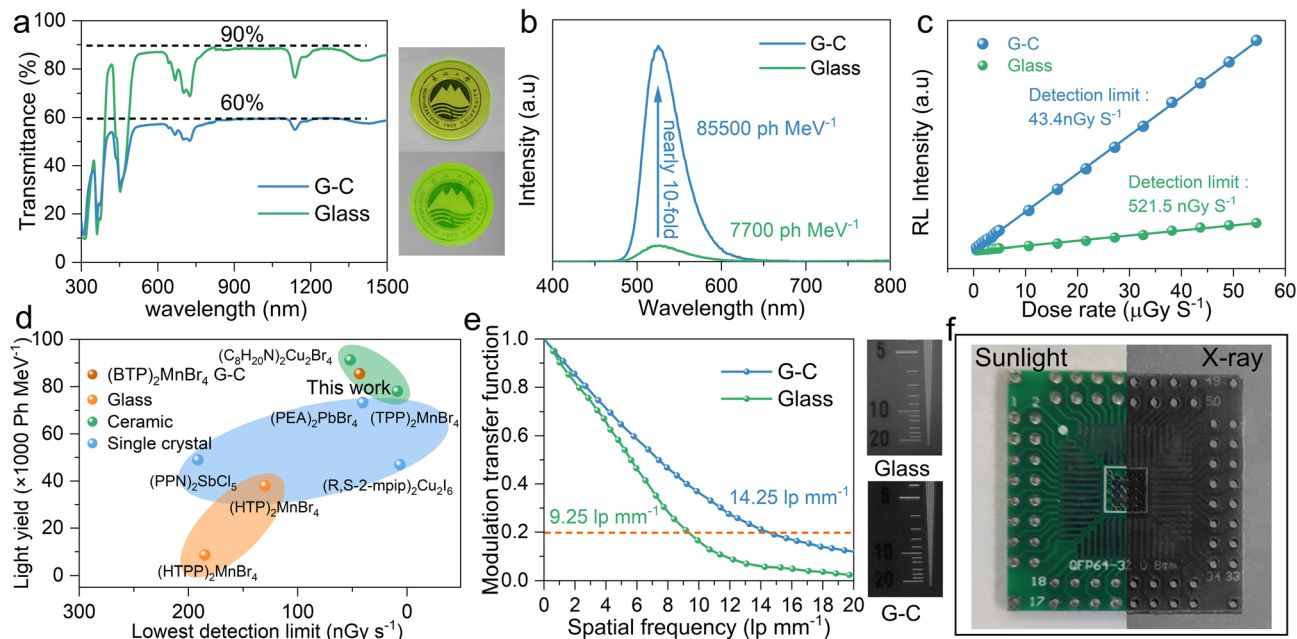 a
90%
60%
Transmittance (%)
100
80
60
40
20
0
G-C
Glass
300
600
900
1200
1500
wavelength (nm)
b
G-C
Glass
85500 ph MeV⁻¹
nearly 10-fold
7700 ph MeV⁻¹
Intensity (a.u)
400
500
600
700
800
Wavelength (nm)
c
G-C
Glass
Detection limit :
43.4nGy S⁻¹
Detection limit :
521.5 nGy S⁻¹
RL Intensity (a.u)
0
10
20
30
40
50
60
Dose rate (μGy S⁻¹)
d
Light yield (×1000 Ph MeV⁻¹)
100
80
60
40
20
0
(BTP)₂MnBr₄ G-C
Glass
Ceramic
Single crystal
(C₈H₂₀N)₂Cu₂Br₄
This work
(PEA)₂PbBr₄
(TPP)₂MnBr₄
(PPN)₂SbCl₅
(R,S-2-mpip)₂Cu₂I₆
(HTP)₂MnBr₄
(HTPP)₂MnBr₄
300
200
100
0
Lowest detection limit (nGy s⁻¹)
e
Modulation transfer function
1.0
0.8
0.6
0.4
0.2
0.0
G-C
Glass
14.25 lp mm⁻¹
9.25 lp mm⁻¹
0
2
4
6
8
10
12
14
16
18
20
Spatial frequency (lp mm⁻¹)
5
10
20
Glass
5
10
20
G-C
f
Sunlight
X-ray
1
2
49
50
QFP64-32 0.8mm
18
17
34 33